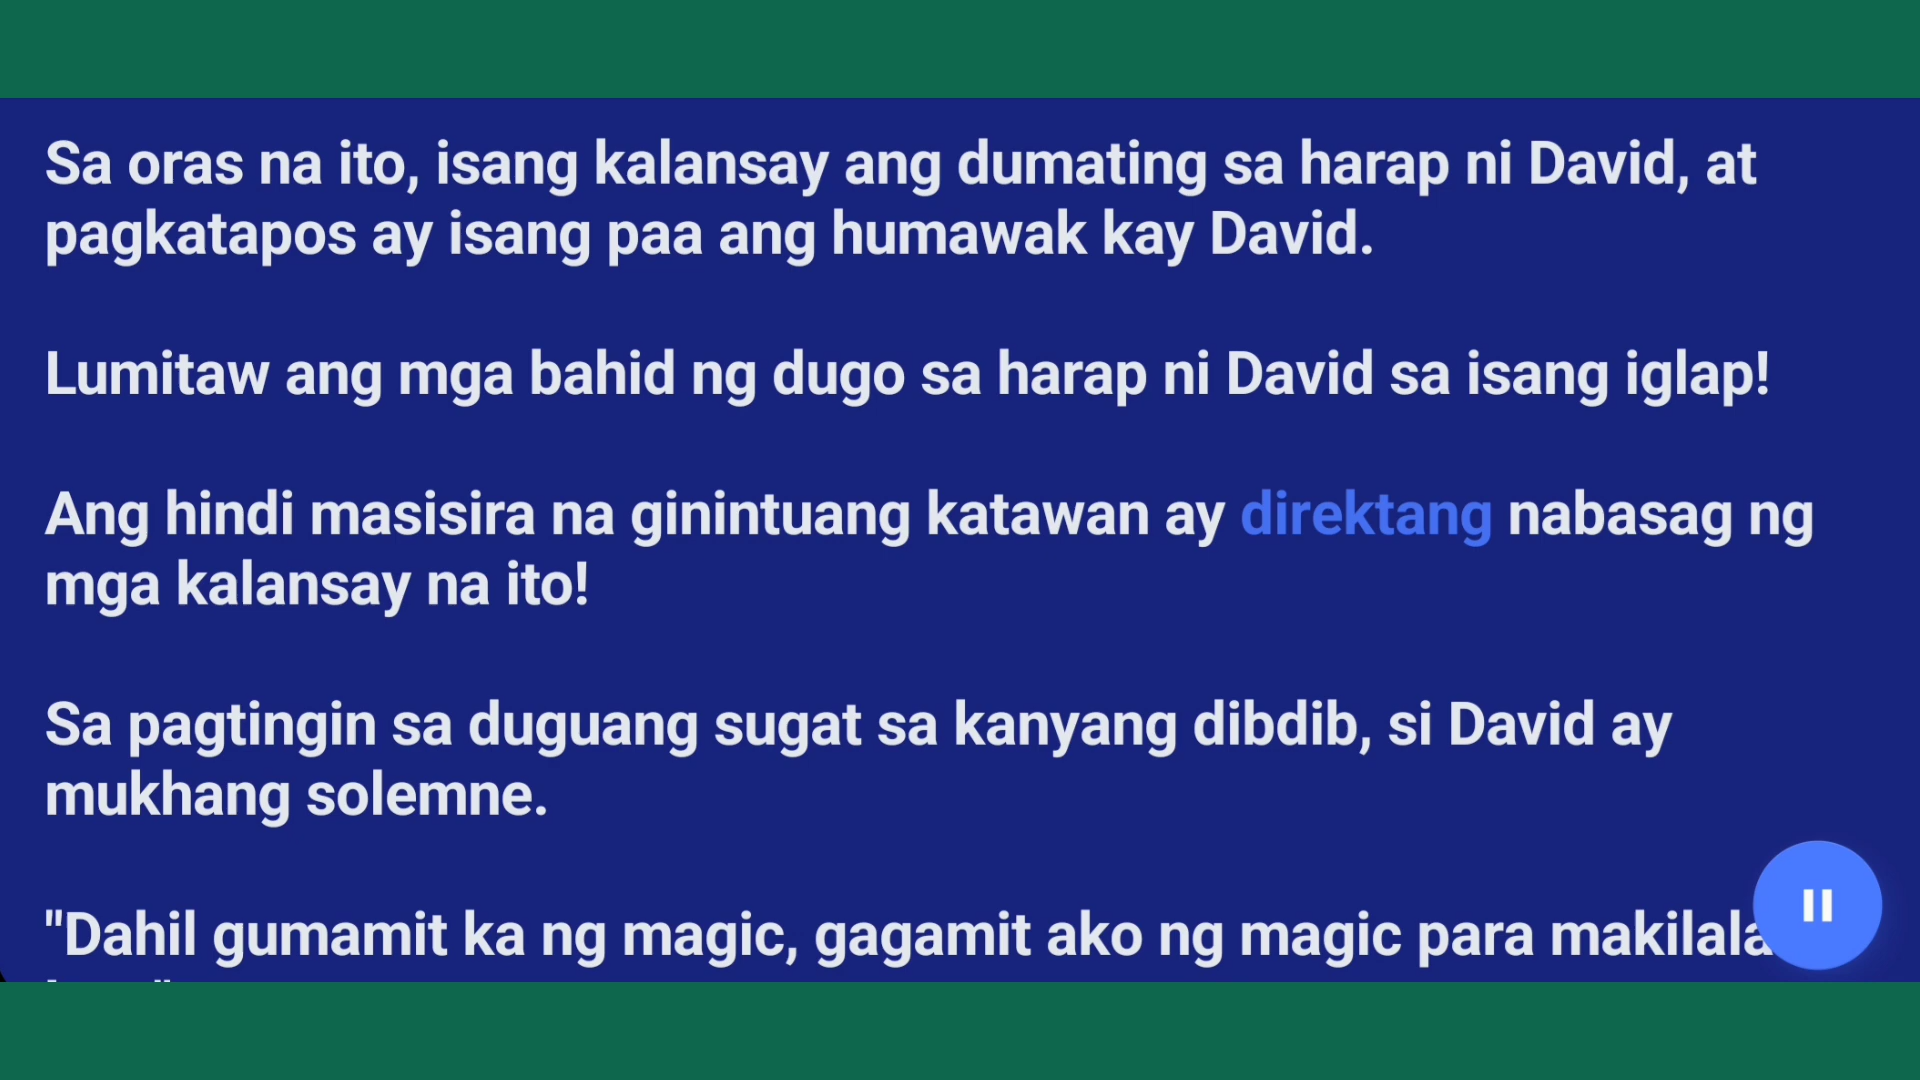 Sa oras na ito, isang kalansay ang dumating sa harap ni David, at
pagkatapos ay isang paa ang humawak kay David.
Lumitaw ang mga bahid ng dugo sa harap ni David sa isang iglap!
Ang hindi masisira na ginintuang katawan ay direktang nabasag ng
mga kalansay na ito!
Sa pagtingin sa duguang sugat sa kanyang dibdib, si David ay
mukhang solemne.
"Dahil gumamit ka ng magic, gagamit ako ng magic para makilala